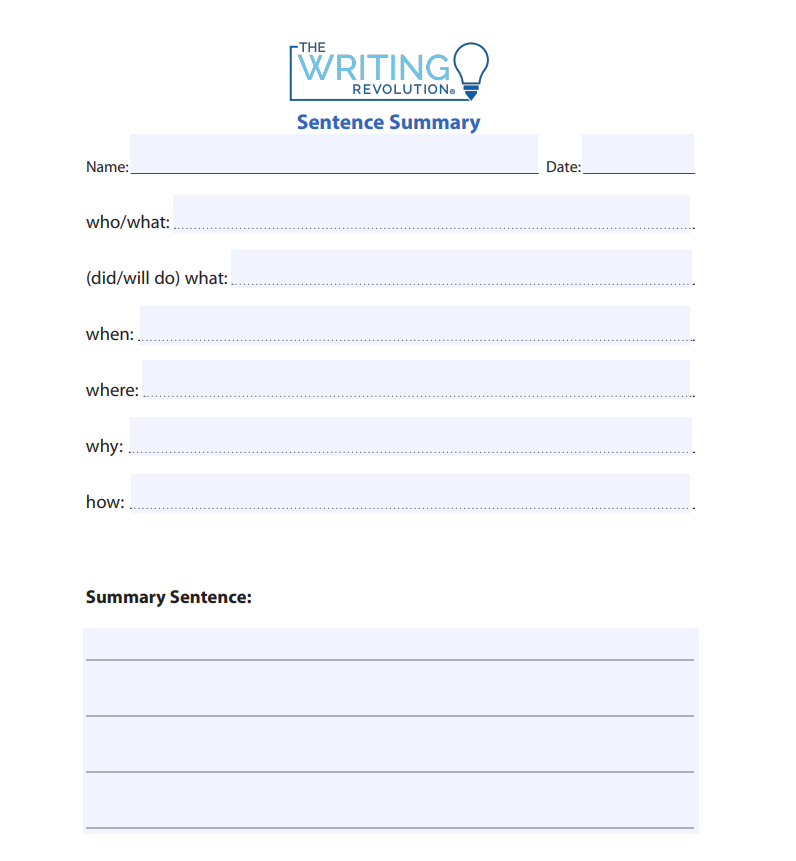 THE
WRITING
REVOLUTION®
Sentence Summary
Name: Date:
who/what:
(did/will do) what:
when:
where:
why:
how:
Summary Sentence: